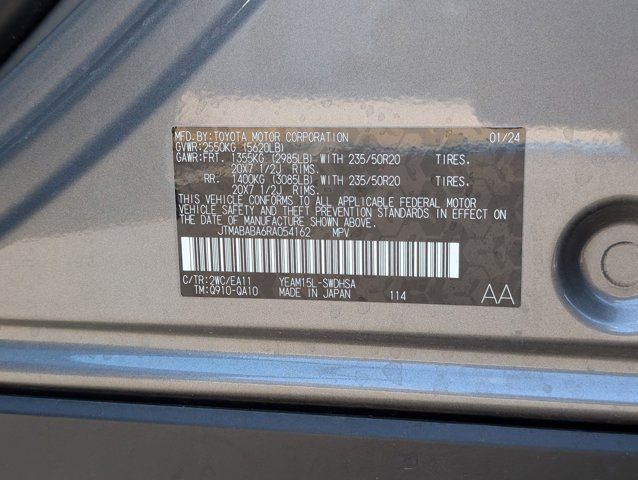 MFD.BY:TOYOTA MOTOR CORPORATION 01/24
GVWR:2550KG (5620LB)
GAWR:FRT. 1355KG (2985LB) WITH 235/50R20 TIRES.
20X7 1/2J RIMS.
RR. 1400KG (3085LB) WITH 235/50R20 TIRES.
20X7 1/2J RIMS.
THIS VEHICLE CONFORMS TO ALL APPLICABLE FEDERAL MOTOR
VEHICLE SAFETY AND THEFT PREVENTION STANDARDS IN EFFECT
ON THE DATE OF MANUFACTURE SHOWN ABOVE.
JTMABABA6RA054162 MPV
C/TR:2WC/EA11 YEAM15L-SWDHSA
TM:Q910-QA10 MADE IN JAPAN 114 AA